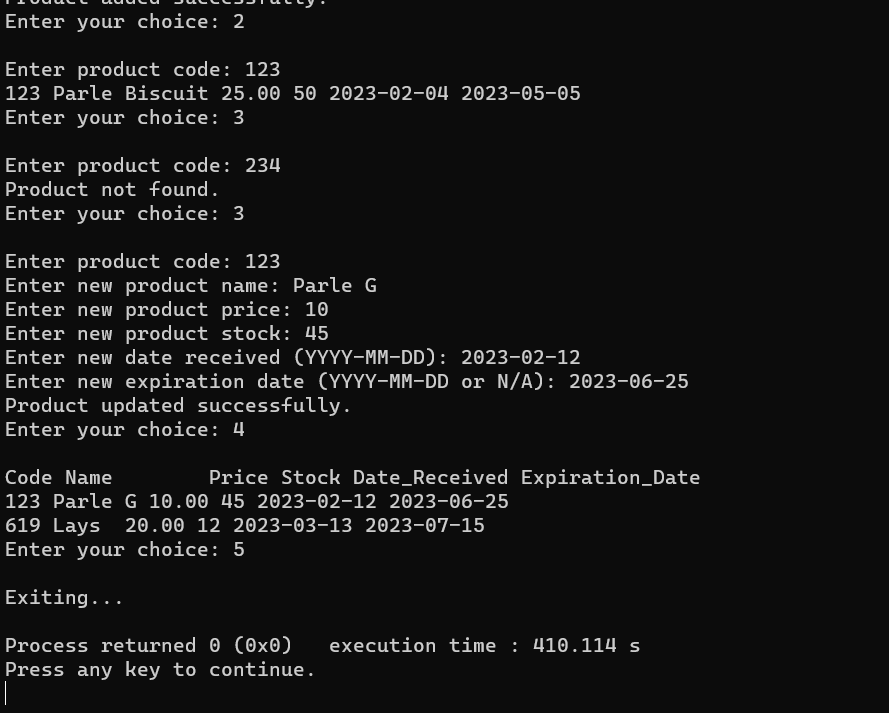 Product added successfully.
Enter your choice: 2
Enter product code: 123
123 Parle Biscuit 25.00 50 2023-02-04 2023-05-05
Enter your choice: 3
Enter product code: 234
Product not found.
Enter your choice: 3
Enter product code: 123
Enter new product name: Parle G
Enter new product price: 10
Enter new product stock: 45
Enter new date received (YYYY-MM-DD): 2023-02-12
Enter new expiration date (YYYY-MM-DD or N/A): 2023-06-25
Product updated successfully.
Enter your choice: 4
Code Name        Price Stock Date_Received Expiration_Date
123 Parle G 10.00 45 2023-02-12 2023-06-25
619 Lays  20.00 12 2023-03-13 2023-07-15
Enter your choice: 5
Exiting...
Process returned 0 (0x0)   execution time : 410.114 s
Press any key to continue.